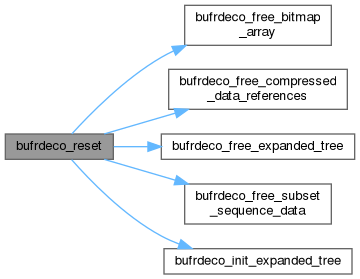 bufrdeco_free_bitmap
_array
bufrdeco_free_compressed
_data_references
bufrdeco_reset
bufrdeco_free_expanded_tree
bufrdeco_free_subset
_sequence_data
bufrdeco_init_expanded_tree